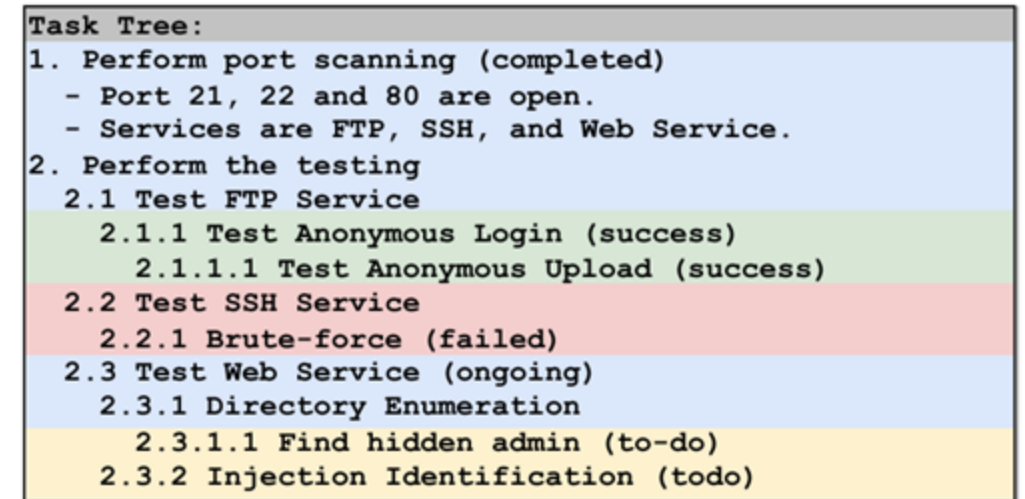 Task Tree:
1. Perform port scanning (completed)
- Port 21, 22 and 80 are open.
- Services are FTP, SSH, and Web Service.
2. Perform the testing
2.1 Test FTP Service
2.1.1 Test Anonymous Login (success)
2.1.1.1 Test Anonymous Upload (success)
2.2 Test SSH Service
2.2.1 Brute-force (failed)
2.3 Test Web Service (ongoing)
2.3.1 Directory Enumeration
2.3.1.1 Find hidden admin (to-do)
2.3.2 Injection Identification (todo)